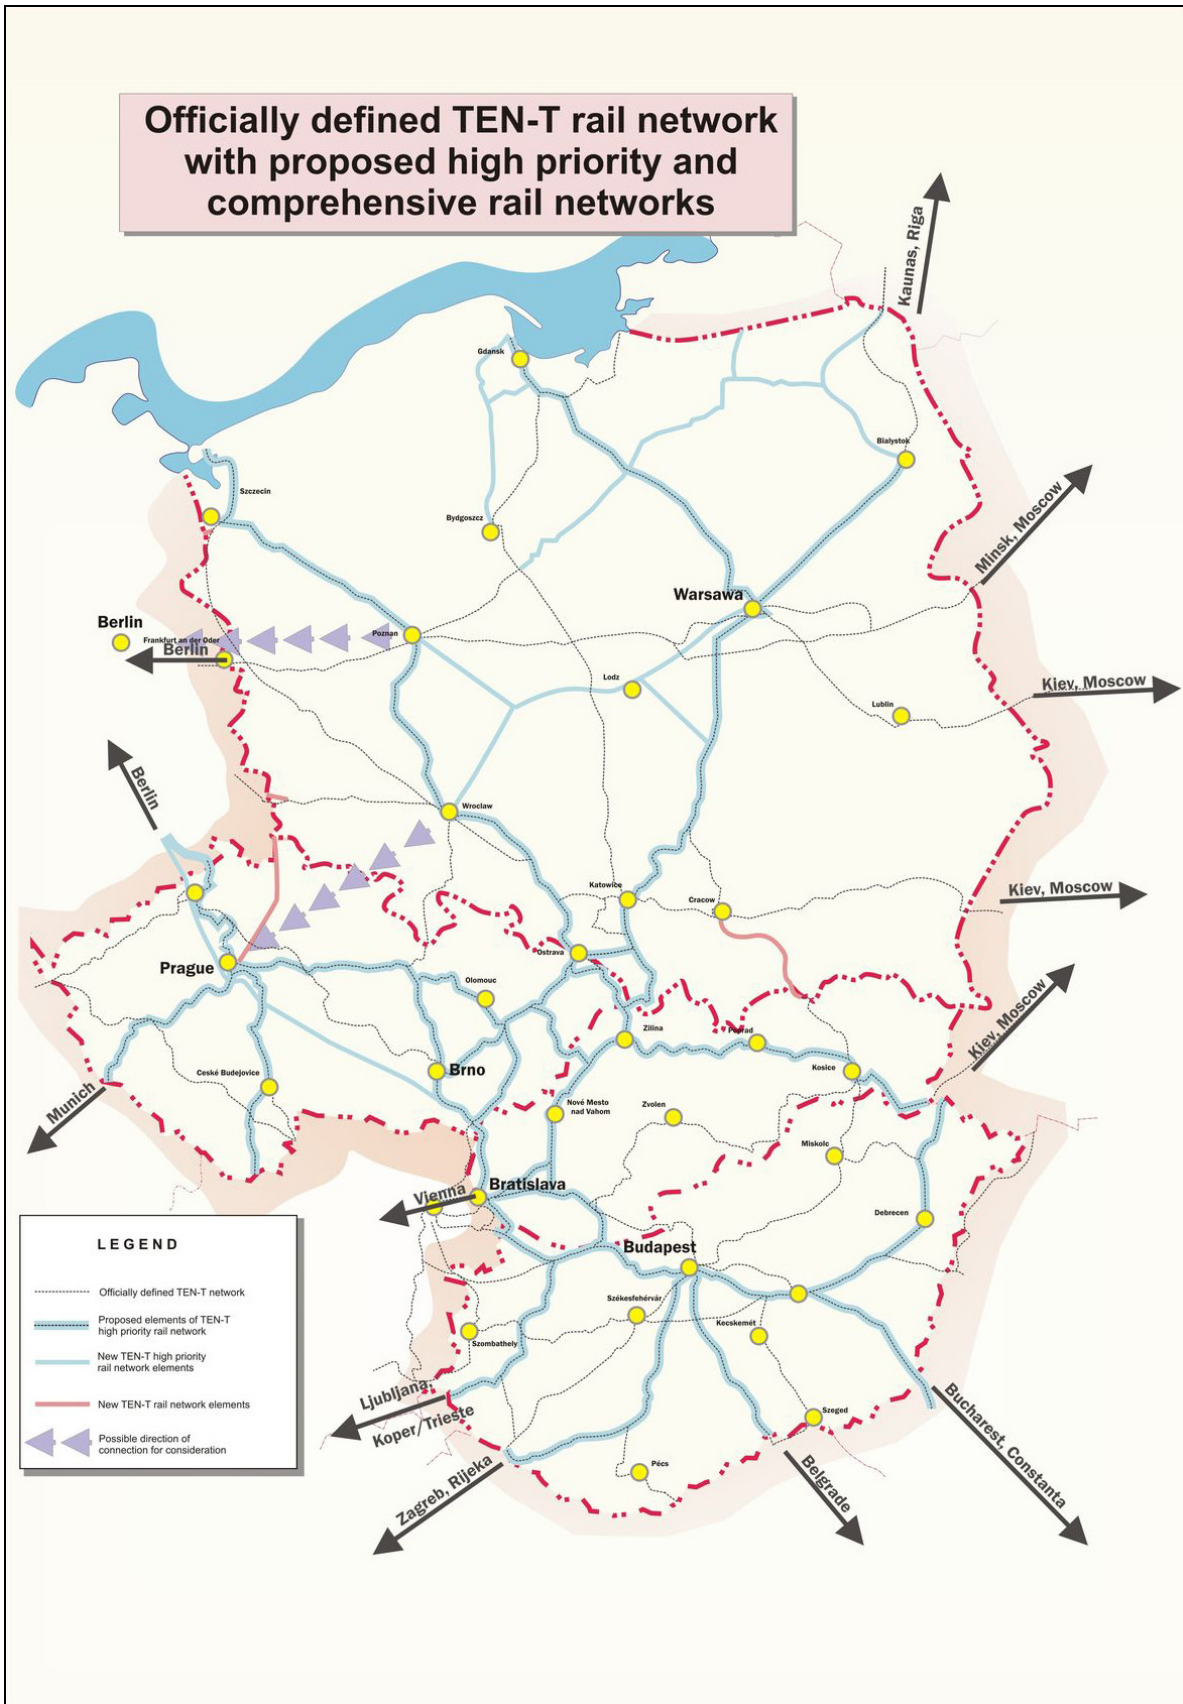 Officially defined TEN-T rail network
with proposed high priority and
comprehensive rail networks
Kaunas, Riga
Gdansk
Bialystok
Szczecin
Bydgoszcz
Minsk, Moscow
Warsawa
Berlin
Frankfurt an der Oder
Berlin
Poznan
Lodz
Kiev, Moscow
Lublin
Berlin
Wroclaw
Katowice
Cracow
Kiev, Moscow
Ostrava
Prague
Olomouc
Kiev, Moscow
Zilina
Poprad
Brno
Kosice
Ceské Budejovice
Munich
Nové Mesto
nad Vahom
Zvolen
Miskolc
Bratislava
Vienna
Debrecen
Budapest
Székesfehérvár
Kecskemét
Szombathely
Ljubljana,
Koper/Trieste
Szeged
Bucharest, Constanta
Pécs
Zagreb, Rijeka
Belgrade
LEGEND
Officially defined TEN-T network
Proposed elements of TEN-T
high priority rail network
New TEN-T high priority
rail network elements
New TEN-T rail network elements
Possible direction of
connection for consideration